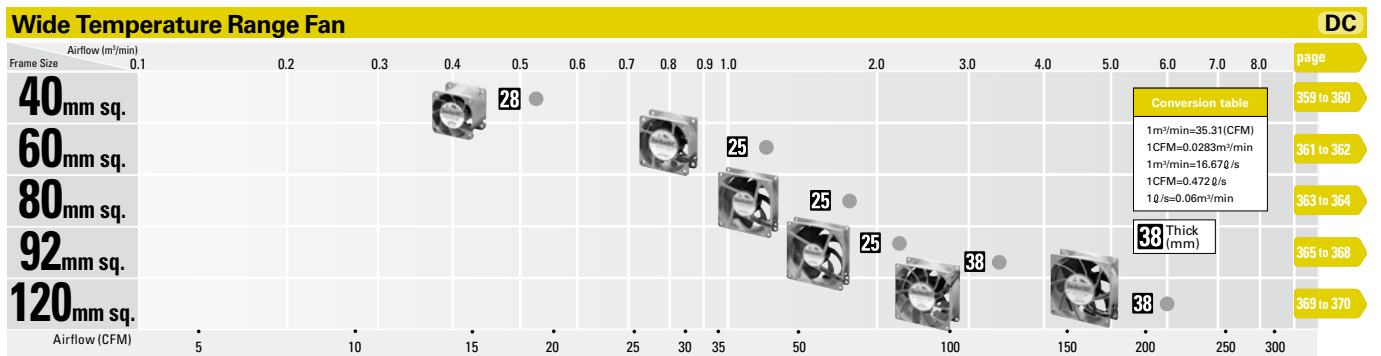 Wide Temperature Range Fan DC
Airflow (m³/min)
Frame Size 0.1 0.2 0.3 0.4 0.5 0.6 0.7 0.8 0.9 1.0 2.0 3.0 4.0 5.0 6.0 7.0 8.0 page
40mm sq. 28 359 to 360
60mm sq. 25 361 to 362
80mm sq. 25 363 to 364
92mm sq. 25 38 365 to 368
120mm sq. 38 369 to 370
Conversion table
1m³/min=35.31(CFM)
1CFM=0.0283m³/min
1m³/min=16.67ℓ/s
1CFM=0.472ℓ/s
1ℓ/s=0.06m³/min
38 Thick
(mm)
Airflow (CFM) 5 10 15 20 25 30 35 50 100 150 200 250 300